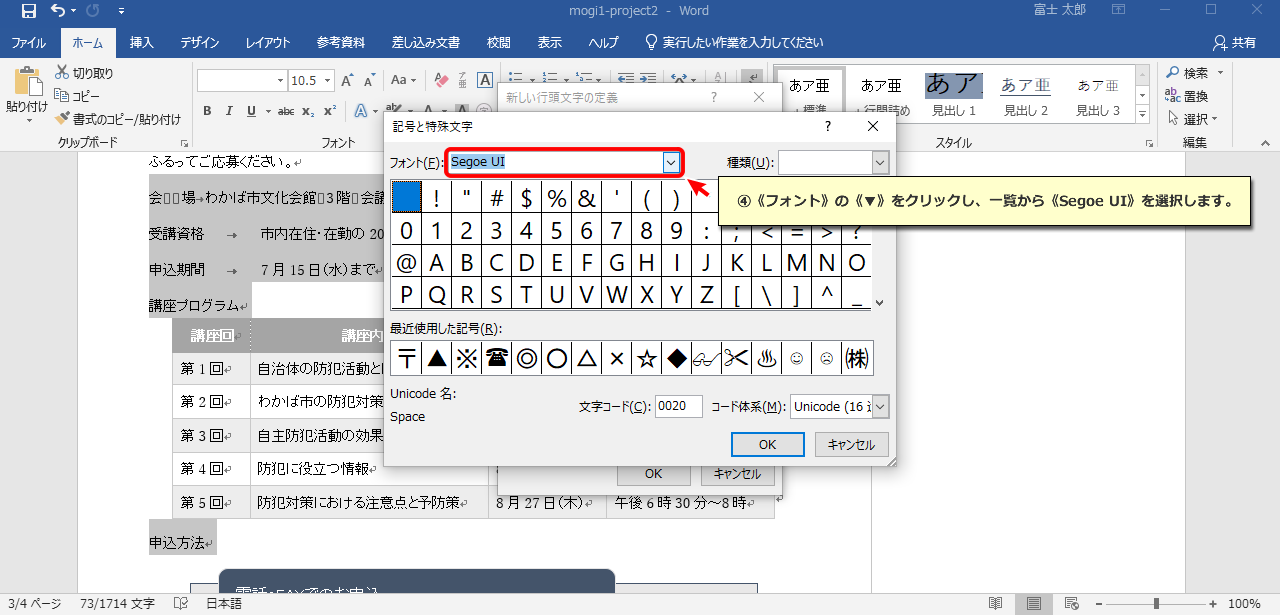 mogi1-project2 - Word
富士 太郎
ファイル ホーム 挿入 デザイン レイアウト 参考資料 差し込み文書 校閲 表示 ヘルプ 実行したい作業を入力してください 共有
貼り付け
切り取り
コピー
書式のコピー/貼り付け
クリップボード
10.5
フォント
あア亜 標準
あア亜 行間詰め
あア 見出し 1
あア亜 見出し 2
あア亜 見出し 3
スタイル
検索
置換
選択
編集
新しい行頭文字の定義 ?
記号と特殊文字 ?
フォント(F): Segoe UI
種類(U):
④《フォント》の《▼》をクリックし、一覧から《Segoe UI》を選択します。
! " # $ % & ' ( )
0 1 2 3 4 5 6 7 8 9 : ; < = > ?
@ A B C D E F G H I J K L M N O
P Q R S T U V W X Y Z [ \ ] ^ _
最近使用した記号(R):
〒 ▲ ※ ☎ ◎ ○ △ × ☆ ◆ 👓 ✂ ♨ ☺ ☹ ㈱
Unicode 名:
Space
文字コード(C): 0020 コード体系(M): Unicode (16
OK キャンセル
OK キャンセル
ふるってご応募ください。
会□□場→わかば市文化会館□3階□会議
受講資格 → 市内在住・在勤の 20
申込期間 → 7月15日(水)まで
講座プログラム
講座回 講座内
第1回 自治体の防犯活動と
第2回 わかば市の防犯対策
第3回 自主防犯活動の効果
第4回 防犯に役立つ情報
第5回 防犯対策における注意点と予防策 8月27日(木) 午後6時30分～8時
申込方法
電話・FAXでのお申込
3/4 ページ 73/1714 文字 日本語 100%